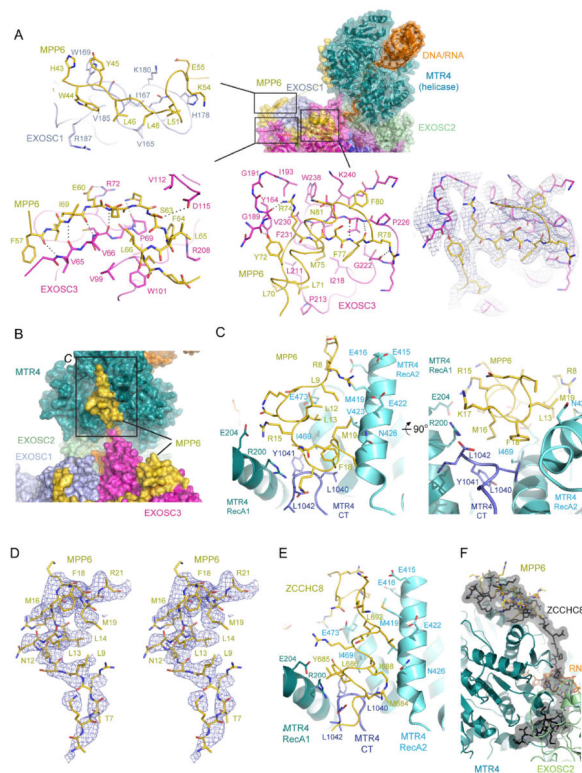 A
MPP6
W169
Y45
H43
K180
E55
W44
I167
K54
L46
L48
L51
H178
V185
EXOSC1
R187
V165
MPP6
EXOSC1
DNA/RNA
MTR4
(helicase)
EXOSC2
V112
R72
E60
MPP6
I69
S63
D115
F64
F57
P69
L66
R208
V65
V66
V99
W101
EXOSC3
G191
I193
W238
K240
Y164
R74
N81
F80
G189
V230
P226
F231
R78
Y72
M75
F77
G222
MPP6
L211
L71
I218
L70
P213
EXOSC3
B
C
MTR4
EXOSC2
EXOSC1
MPP6
EXOSC3
C
MPP6
E416
E415
R8
MTR4
RecA2
L9
M419
E473
L12
E422
L13
V423
R15
I469
M19
N426
E204
Y1041
F18
R200
L1042
L1040
MTR4
RecA1
MTR4
CT
90°
MTR4
RecA1
MPP6
R15
R8
M19
E204
K17
L13
R200
M16
F18
L1042
I469
Y1041
L1040
MTR4
CT
MTR4
RecA2
D
MPP6
F18
R21
M16
M19
L14
N12
L13
L9
T7
F18
R21
M16
M19
L14
N12
L13
L9
T7
E
E415
ZCCHC8
E416
L692
M419
E473
E422
I469
E204
Y685
R200
L686
I688
N426
L1040
M684
L1042
MTR4
RecA1
MTR4
CT
MTR4
RecA2
F
MPP6
ZCCHC8
MTR4
EXOSC2